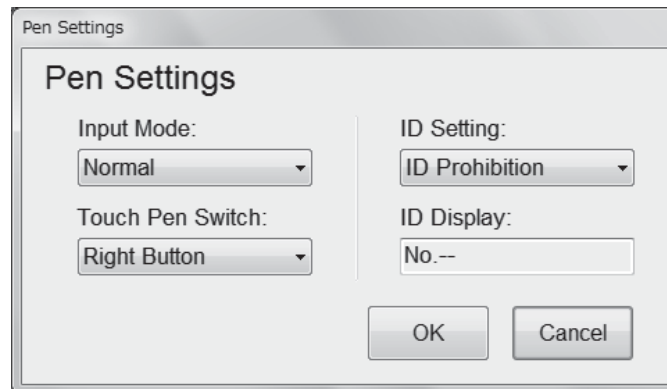 Pen Settings
Pen Settings
Input Mode:
Normal
Touch Pen Switch:
Right Button
ID Setting:
ID Prohibition
ID Display:
No.--
OK
Cancel